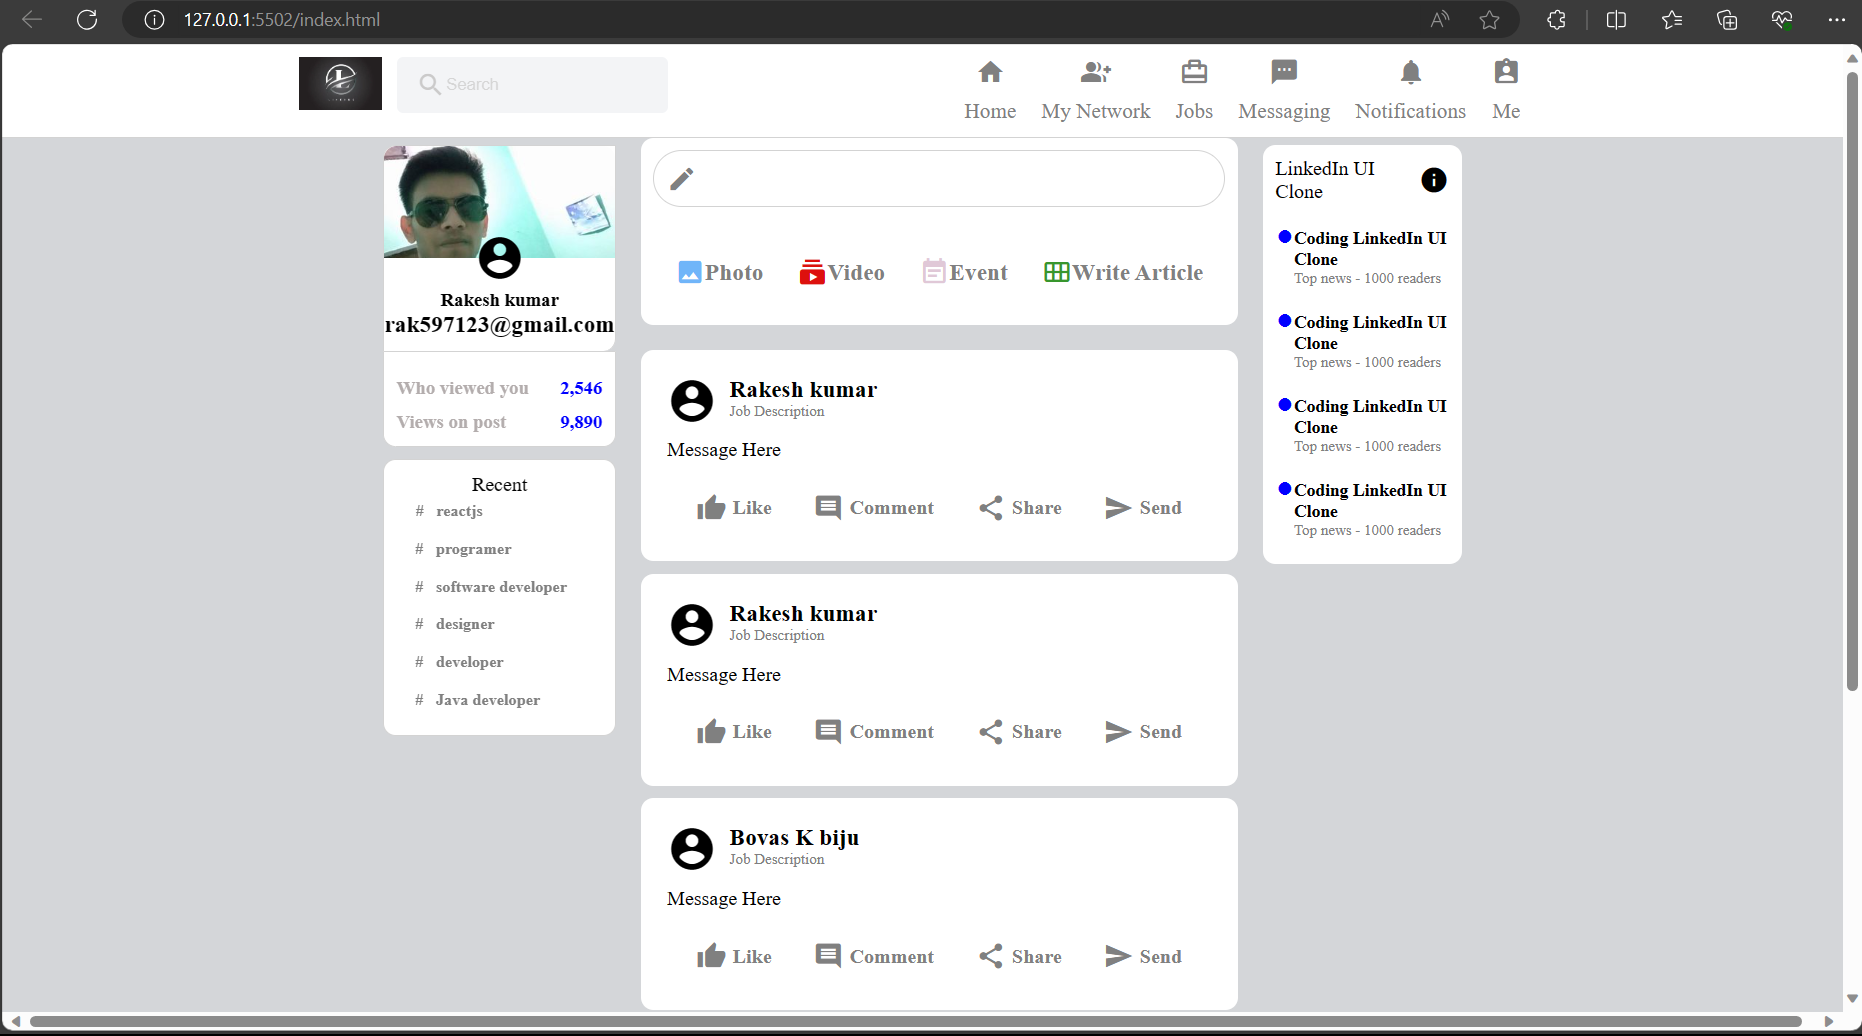 127.0.0.1:5502/index.html
Search
Home
My Network
Jobs
Messaging
Notifications
Me
Rakesh kumar
rak597123@gmail.com
Who viewed you 2,546
Views on post 9,890
Recent
# reactjs
# programer
# software developer
# designer
# developer
# Java developer
Photo
Video
Event
Write Article
Rakesh kumar
Job Description
Message Here
Like
Comment
Share
Send
Rakesh kumar
Job Description
Message Here
Like
Comment
Share
Send
Bovas K biju
Job Description
Message Here
Like
Comment
Share
Send
LinkedIn UI
Clone
Coding LinkedIn UI
Clone
Top news - 1000 readers
Coding LinkedIn UI
Clone
Top news - 1000 readers
Coding LinkedIn UI
Clone
Top news - 1000 readers
Coding LinkedIn UI
Clone
Top news - 1000 readers